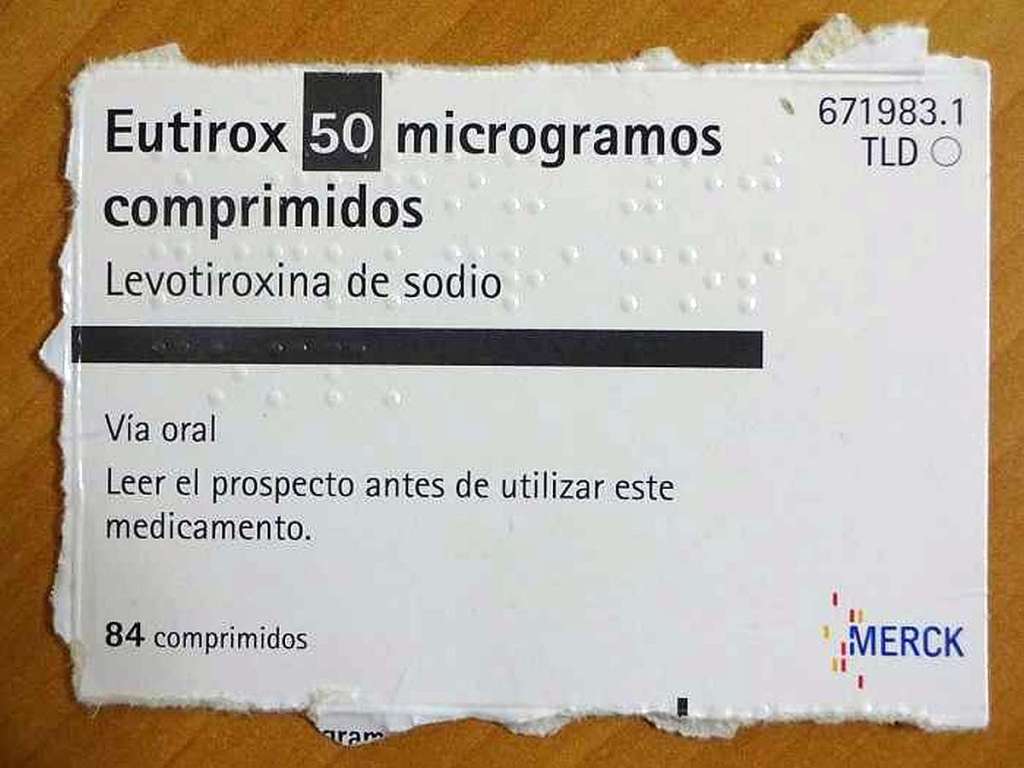 Eutirox 50 microgramos
comprimidos
Levotiroxina de sodio
671983.1
TLD
Vía oral
Leer el prospecto antes de utilizar este
medicamento.
84 comprimidos
MERCK
gram